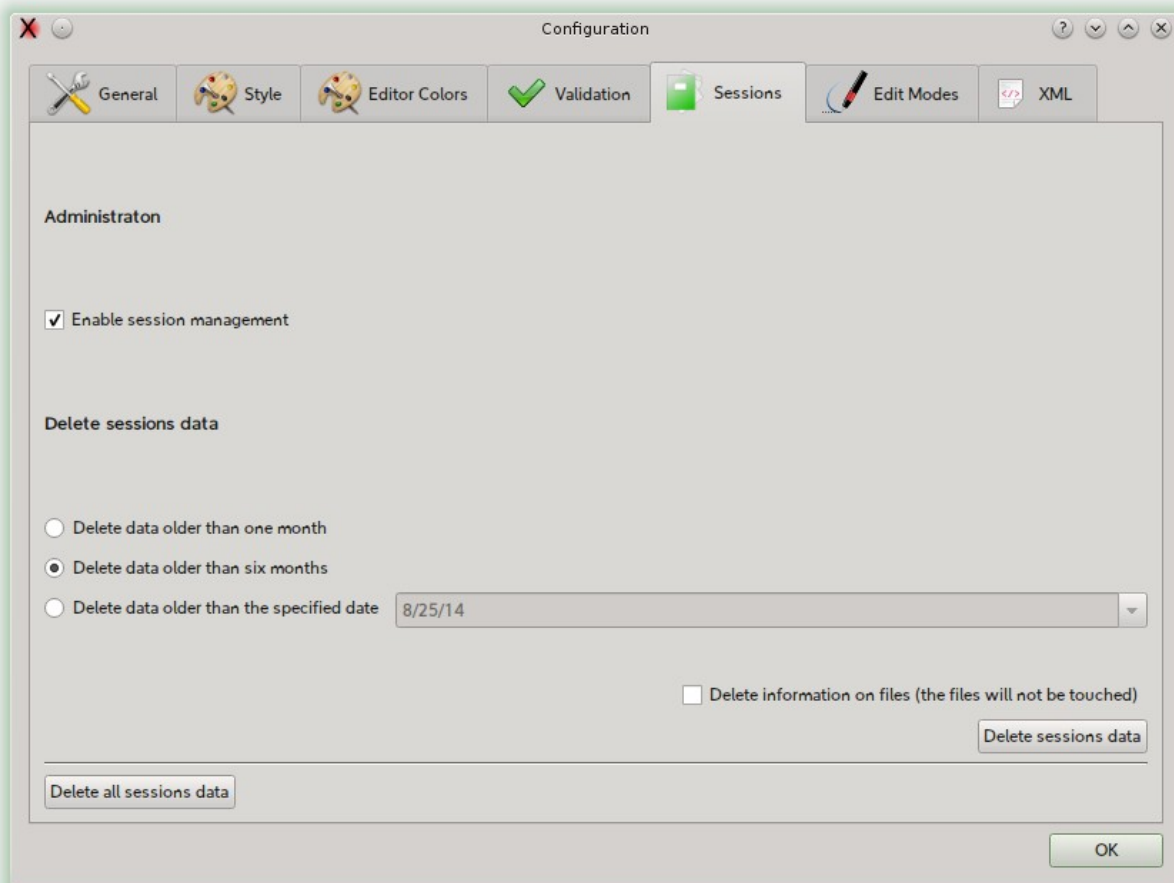 Configuration
General Style Editor Colors Validation Sessions Edit Modes XML
Administraton
Enable session management
Delete sessions data
Delete data older than one month
Delete data older than six months
Delete data older than the specified date 8/25/14
Delete information on files (the files will not be touched)
Delete sessions data
Delete all sessions data
OK